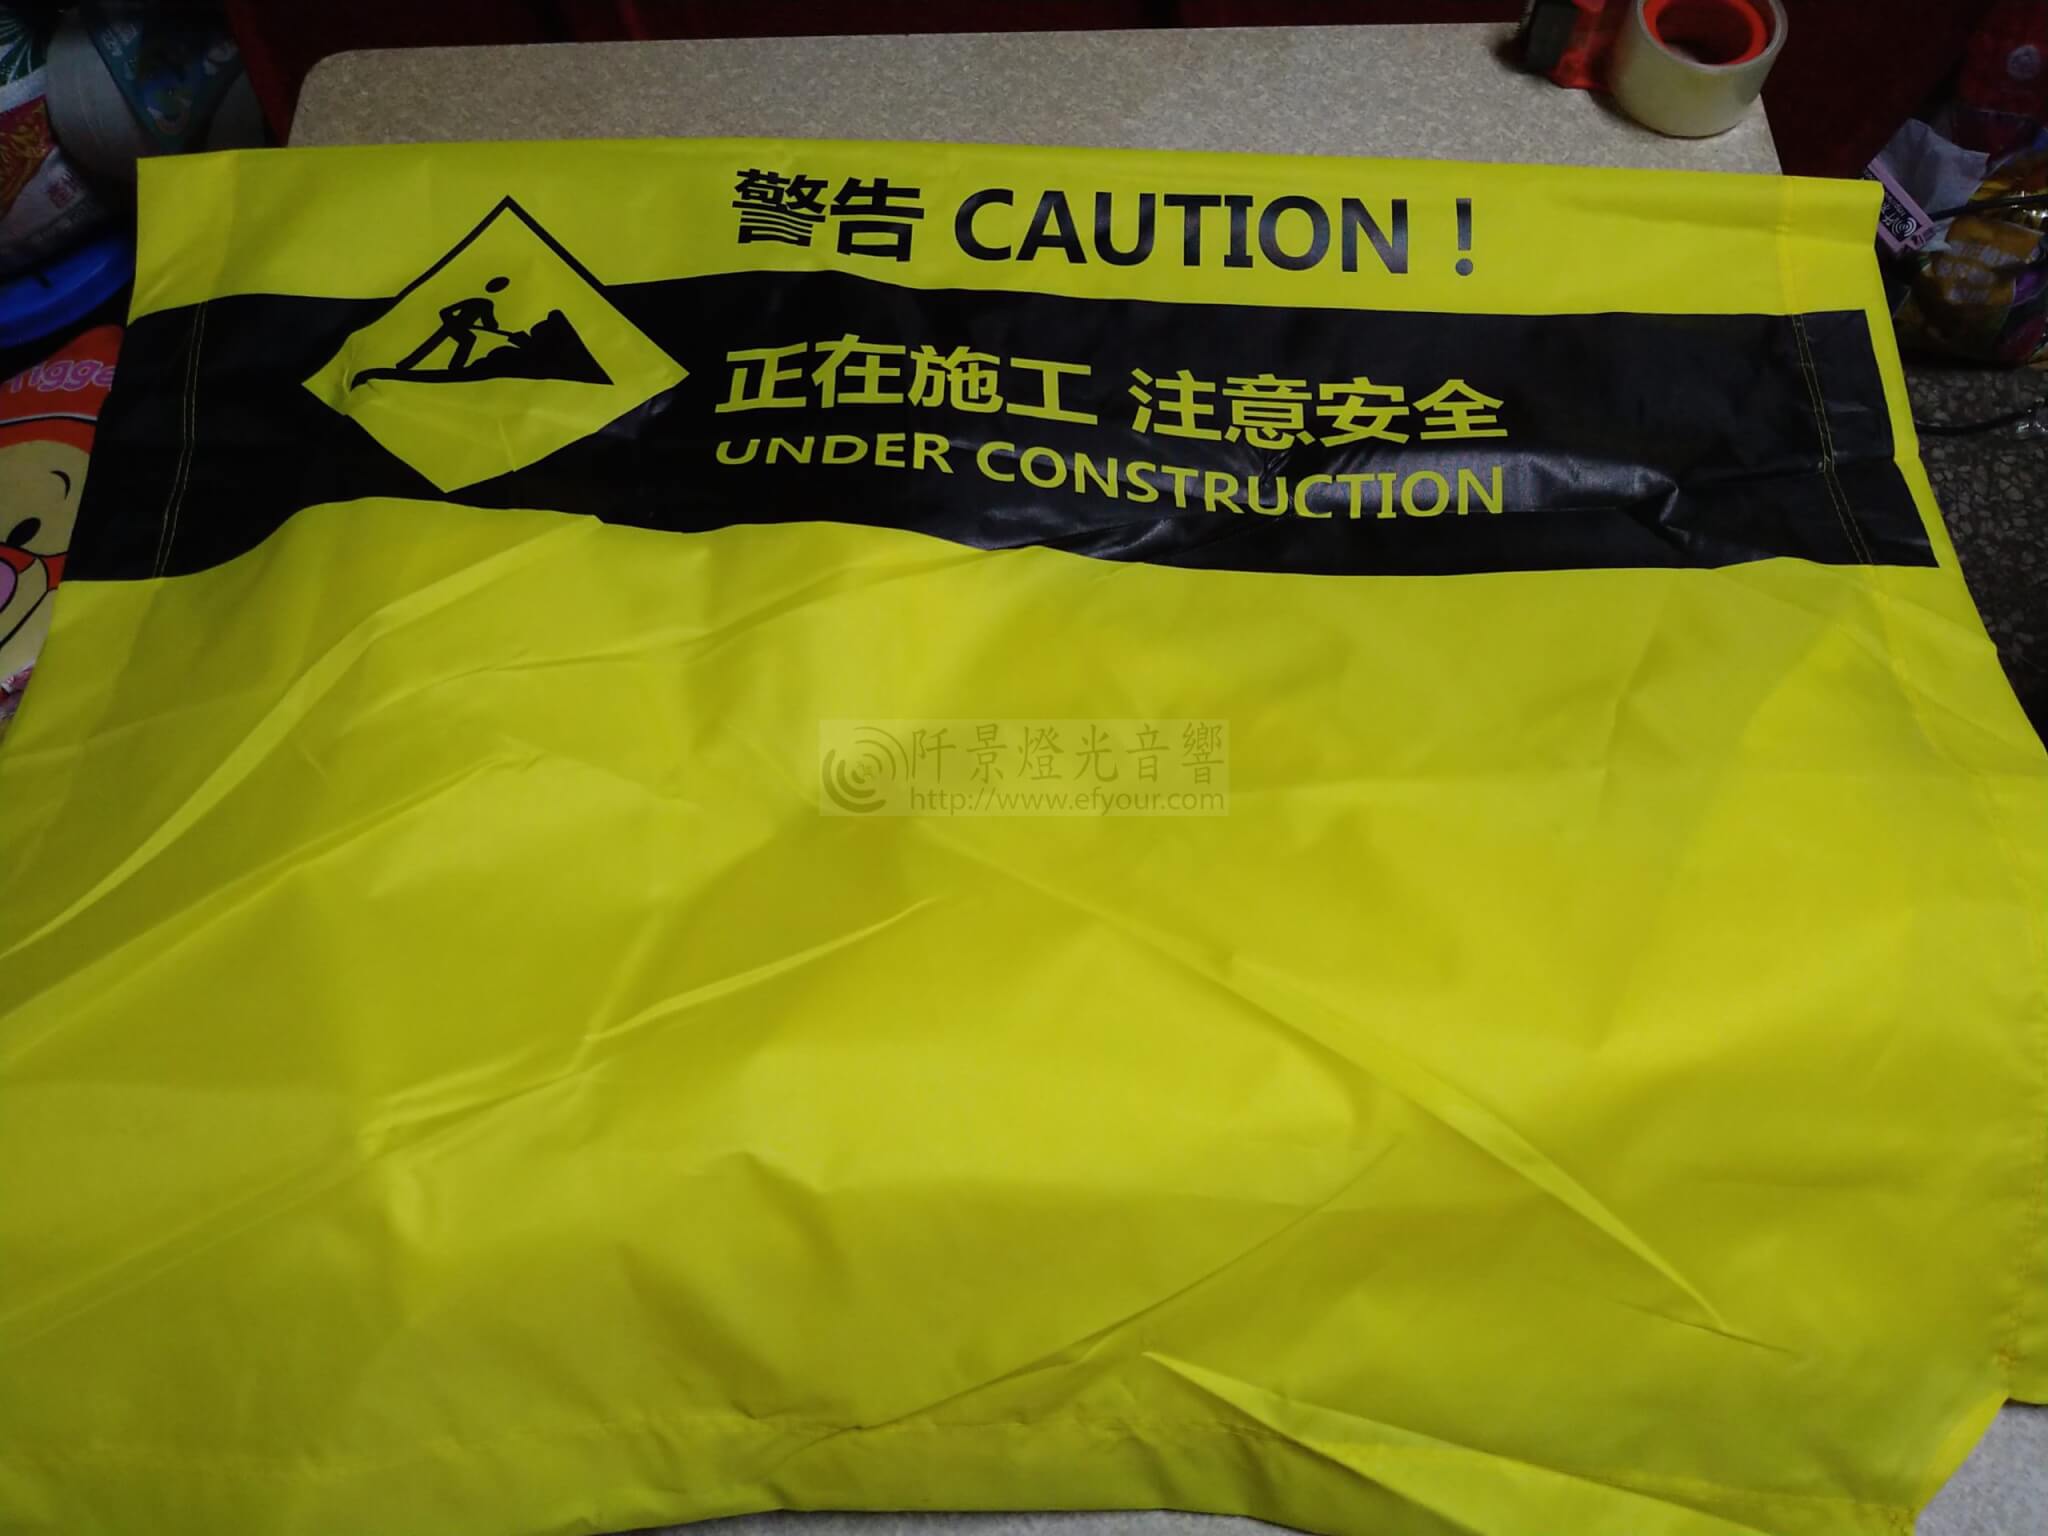 警告 CAUTION！
正在施工 注意安全
UNDER CONSTRUCTION
阡景燈光音響
http://www.efyour.com
Tigge